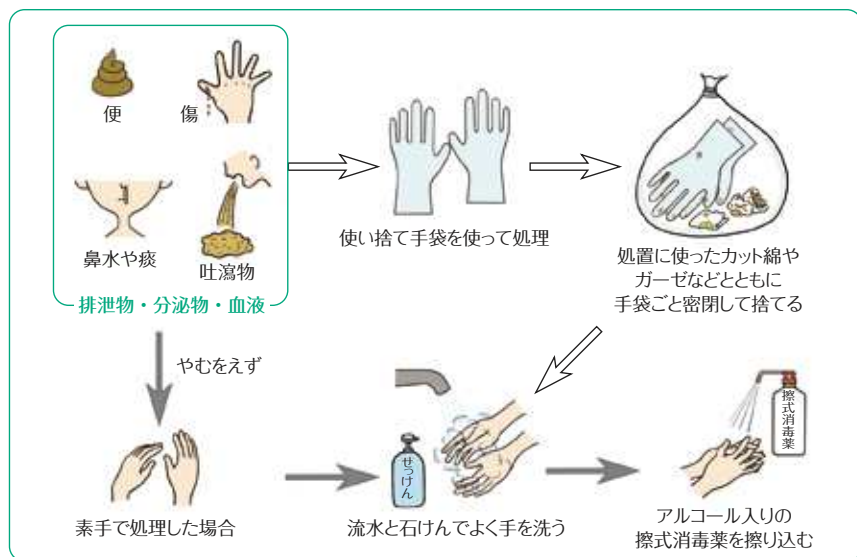 便
傷
鼻水や痰
吐瀉物
排泄物・分泌物・血液
使い捨て手袋を使って処理
処置に使ったカット綿や
ガーゼなどとともに
手袋ごと密閉して捨てる
やむをえず
素手で処理した場合
せっけん
流水と石けんでよく手を洗う
擦式消毒薬
アルコール入りの
擦式消毒薬を擦り込む